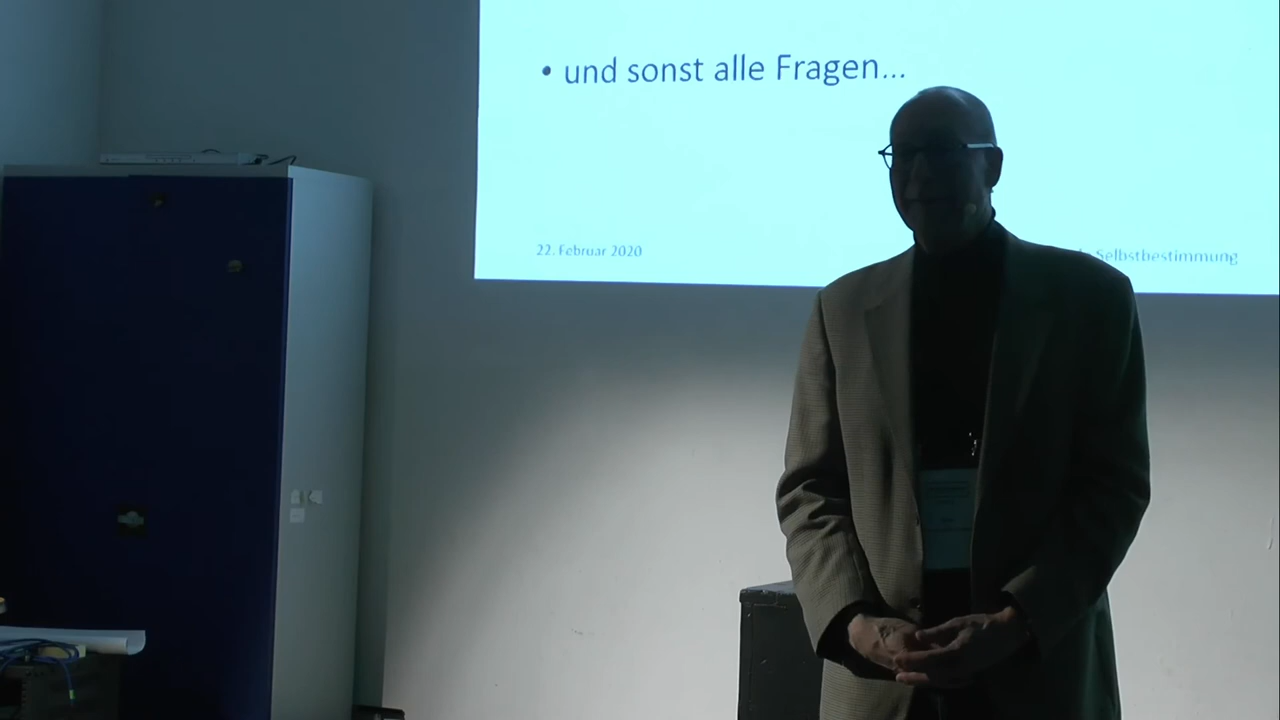 • und sonst alle Fragen...
22. Februar 2020
Selbstbestimmung